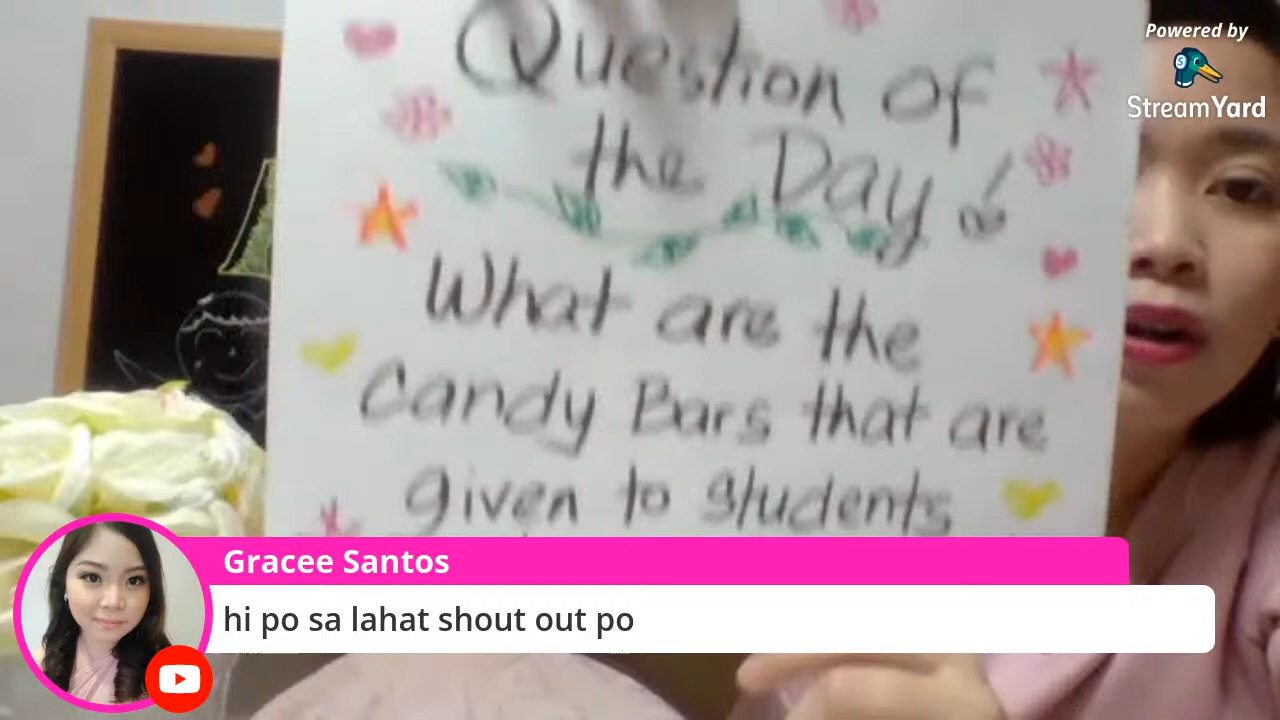 Question of
the Day!
What are the
Candy Bars that are
given to students
Powered by
StreamYard
Gracee Santos
hi po sa lahat shout out po